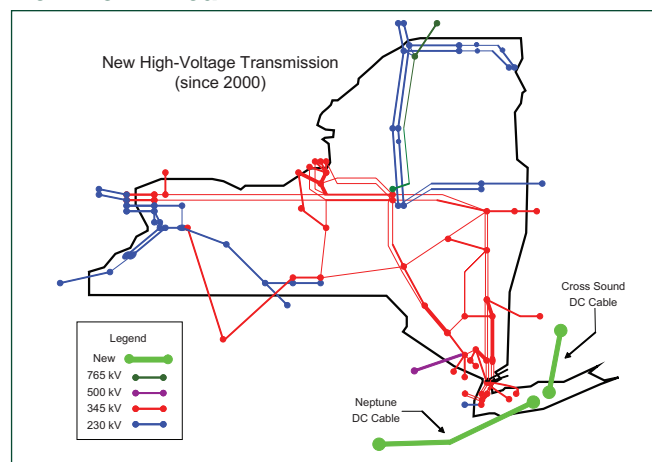 New High-Voltage Transmission
(since 2000)
Cross Sound
DC Cable
Legend
New
765 kV
500 kV
345 kV
230 kV
Neptune
DC Cable